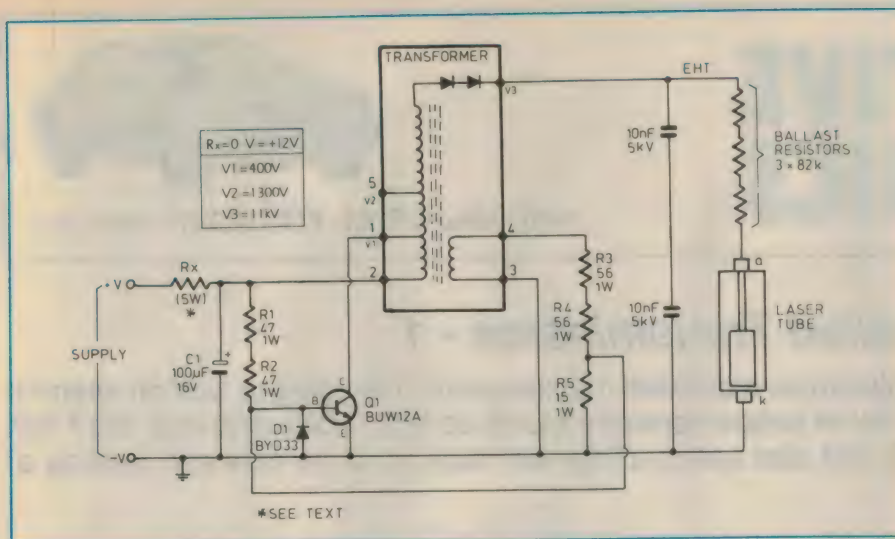 TRANSFORMER
EHT
V3
Rx=0 V=+12V
V1=400V
V2=1300V
V3=11kV
5
V2
1
V1
2
4
3
10nF
5kV
BALLAST
RESISTORS
3 × 82k
+V
Rx
(5W)
*
SUPPLY
C1
100µF
16V
+
R1
47
1W
R2
47
1W
R3
56
1W
R4
56
1W
R5
15
1W
C
B
E
Q1
BUW12A
D1
BYD33
10nF
5kV
a
LASER
TUBE
k
-V
*SEE TEXT